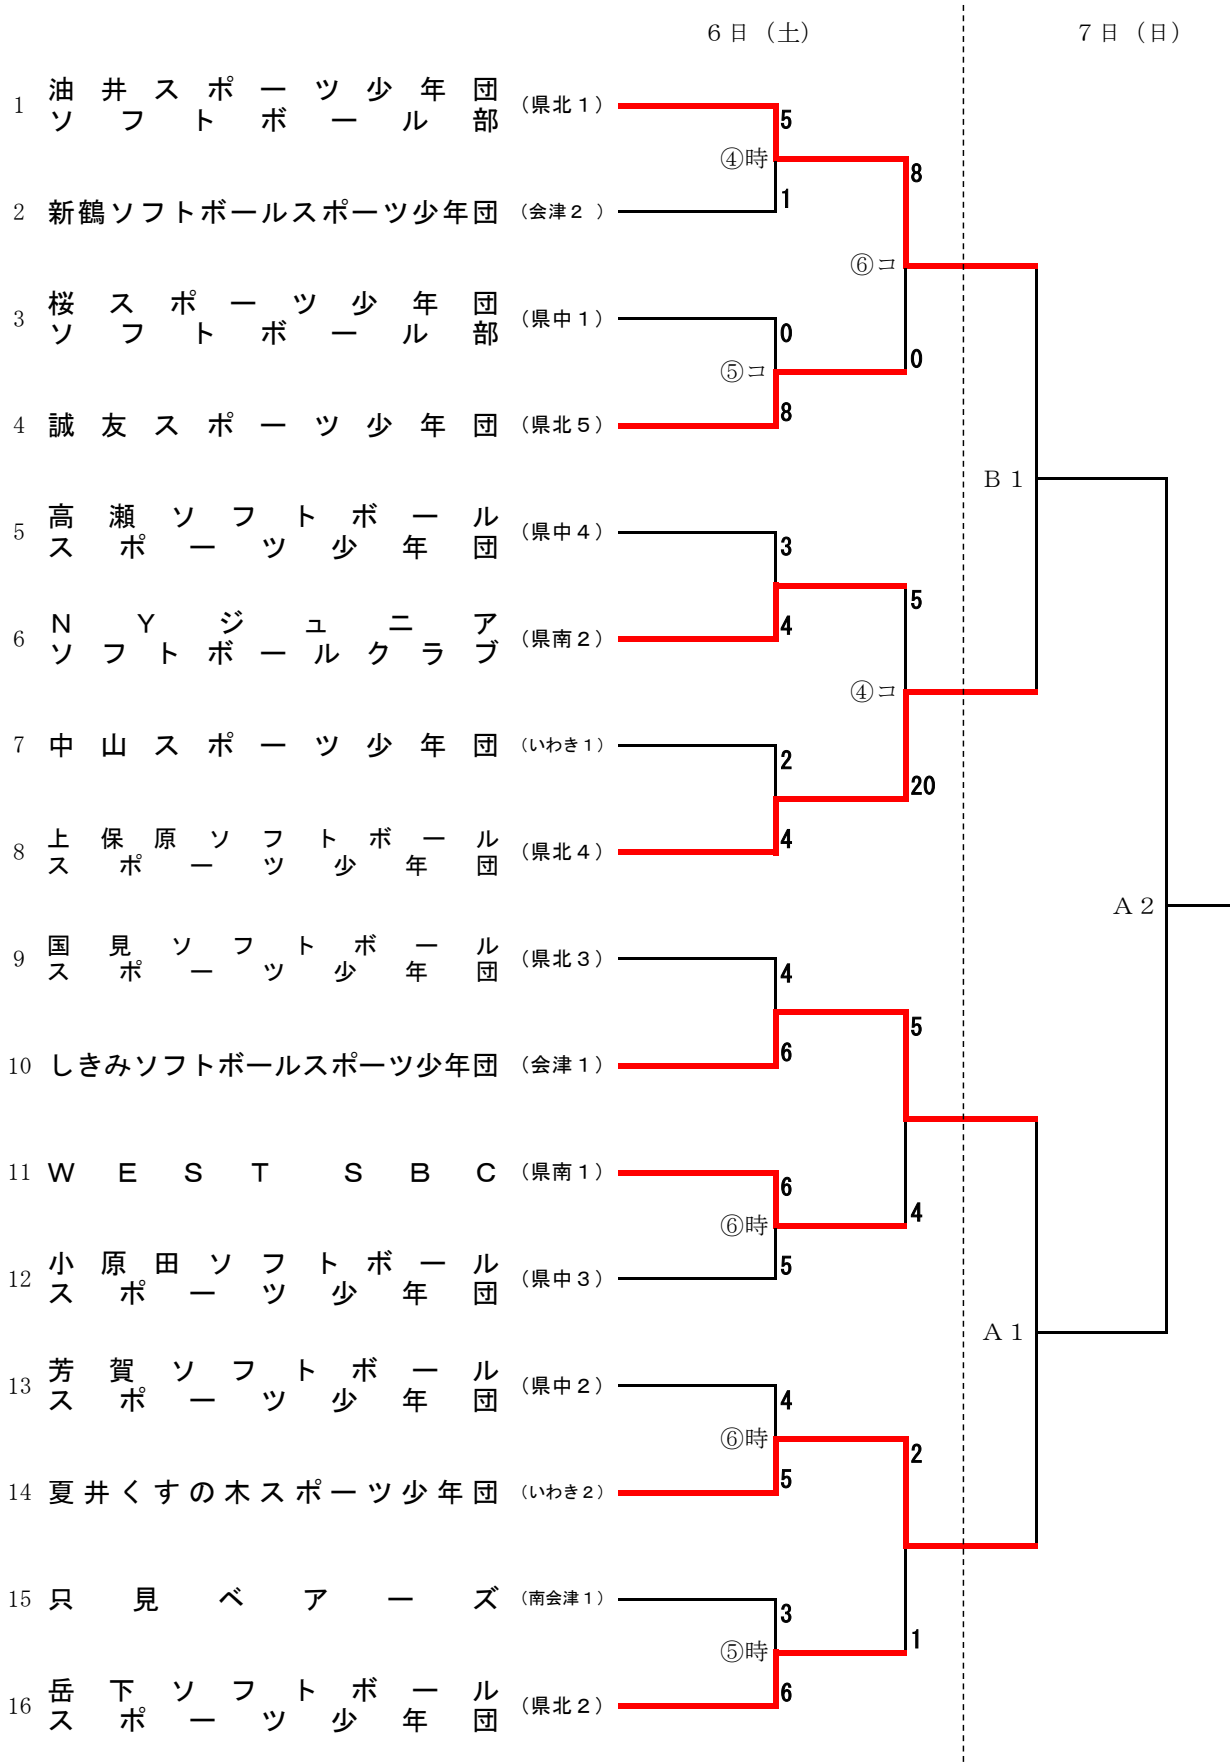 6日（土）
7日（日）
1 油井スポーツ少年団
ソフトボール部 （県北１） 5
④時
2 新鶴ソフトボールスポーツ少年団 （会津２ ） 1
8
⑥コ
3 桜スポーツ少年団
ソフトボール部 （県中１） 0
⑤コ
0
4 誠友スポーツ少年団 （県北５） 8
B1
5 高瀬ソフトボール
スポーツ少年団 （県中４） 3
5
6 NYジュニア
ソフトボールクラブ （県南２） 4
④コ
7 中山スポーツ少年団 （いわき１） 2
20
8 上保原ソフトボール
スポーツ少年団 （県北４） 4
A2
9 国見ソフトボール
スポーツ少年団 （県北３） 4
5
10 しきみソフトボールスポーツ少年団 （会津１） 6
11 WEST SBC （県南１） 6
⑥時
4
12 小原田ソフトボール
スポーツ少年団 （県中３） 5
A1
13 芳賀ソフトボール
スポーツ少年団 （県中２） 4
⑥時
2
14 夏井くすの木スポーツ少年団 （いわき２） 5
15 只見ベアーズ （南会津１） 3
⑤時
1
16 岳下ソフトボール
スポーツ少年団 （県北２） 6